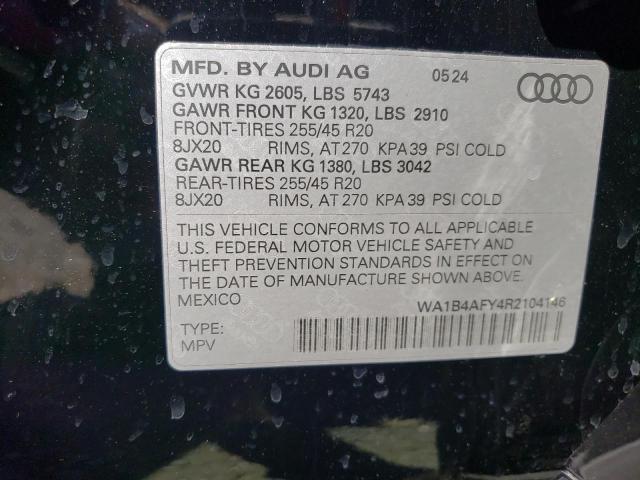 MFD. BY AUDI AG 05 24
GVWR KG 2605, LBS 5743
GAWR FRONT KG 1320, LBS 2910
FRONT-TIRES 255/45 R20
8JX20 RIMS, AT 270 KPA 39 PSI COLD
GAWR REAR KG 1380, LBS 3042
REAR-TIRES 255/45 R20
8JX20 RIMS, AT 270 KPA 39 PSI COLD
THIS VEHICLE CONFORMS TO ALL APPLICABLE
U.S. FEDERAL MOTOR VEHICLE SAFETY AND
THEFT PREVENTION STANDARDS IN EFFECT ON
THE DATE OF MANUFACTURE SHOWN ABOVE.
MEXICO WA1B4AFY4R2104146
TYPE:
MPV